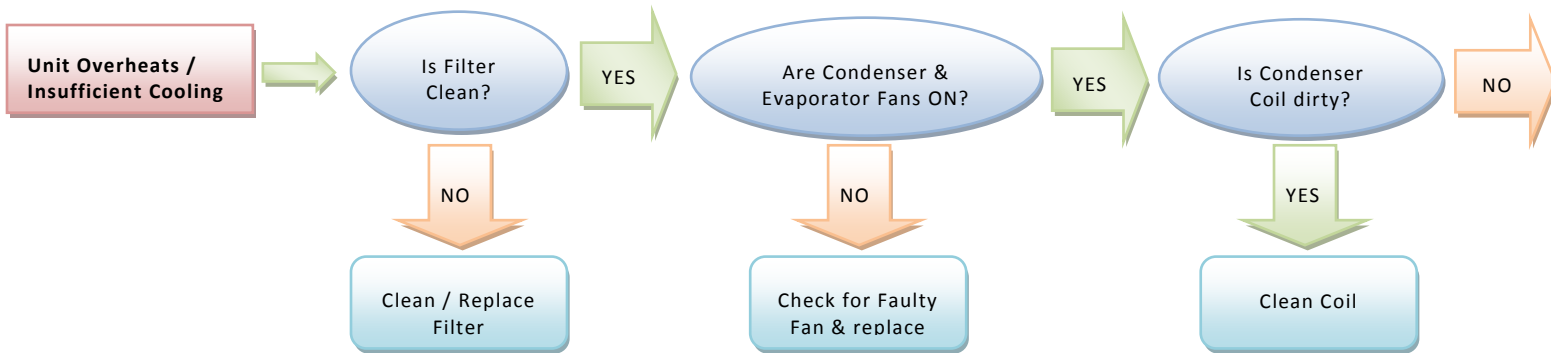 Unit Overheats /
Insufficient Cooling
Is Filter
Clean?
YES
Are Condenser &
Evaporator Fans ON?
YES
Is Condenser
Coil dirty?
NO
NO
NO
YES
Clean / Replace
Filter
Check for Faulty
Fan & replace
Clean Coil